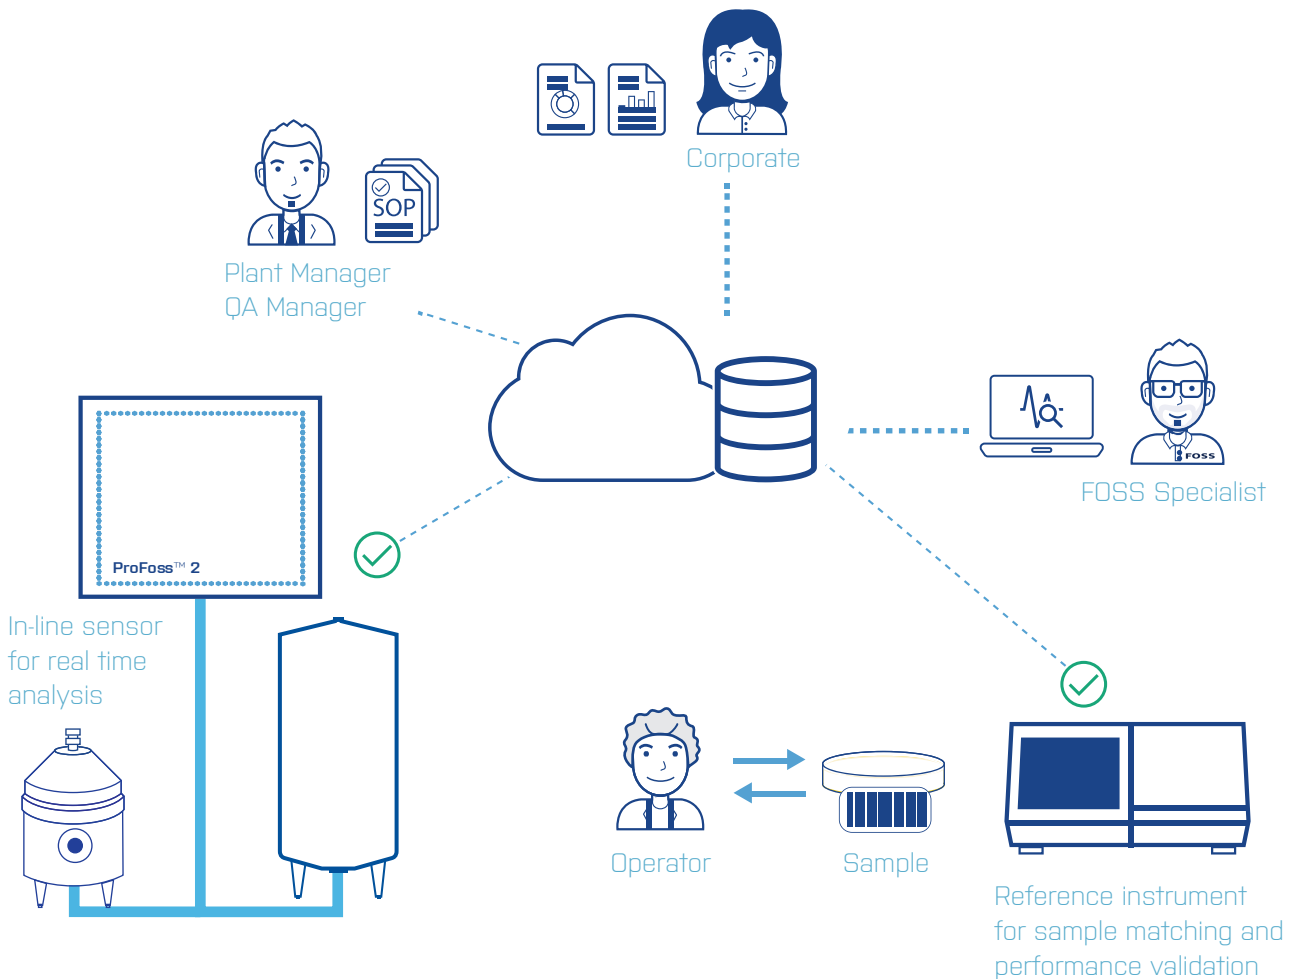 Corporate
SOP
Plant Manager
QA Manager
FOSS
FOSS Specialist
ProFoss™ 2
In-line sensor
for real time
analysis
Operator
Sample
Reference instrument
for sample matching and
performance validation